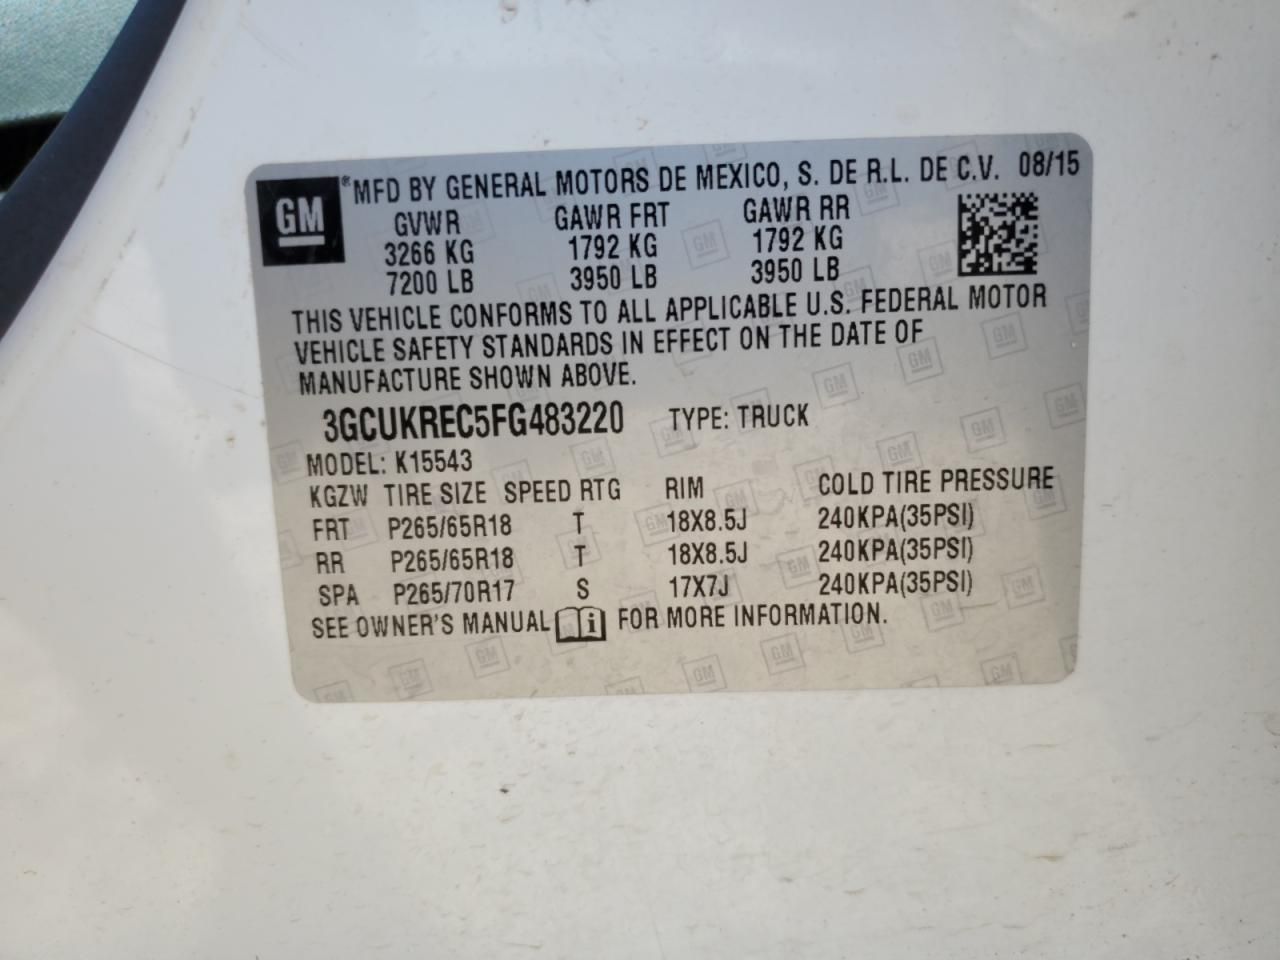 GM ® MFD BY GENERAL MOTORS DE MEXICO, S. DE R.L. DE C.V. 08/15
GVWR GAWR FRT GAWR RR
3266 KG 1792 KG 1792 KG
7200 LB 3950 LB 3950 LB
THIS VEHICLE CONFORMS TO ALL APPLICABLE U.S. FEDERAL MOTOR
VEHICLE SAFETY STANDARDS IN EFFECT ON THE DATE OF
MANUFACTURE SHOWN ABOVE.
3GCUKREC5FG483220 TYPE: TRUCK
MODEL: K15543
KGZW TIRE SIZE SPEED RTG RIM COLD TIRE PRESSURE
FRT P265/65R18 T 18X8.5J 240KPA(35PSI)
RR P265/65R18 T 18X8.5J 240KPA(35PSI)
SPA P265/70R17 S 17X7J 240KPA(35PSI)
SEE OWNER'S MANUAL i FOR MORE INFORMATION.